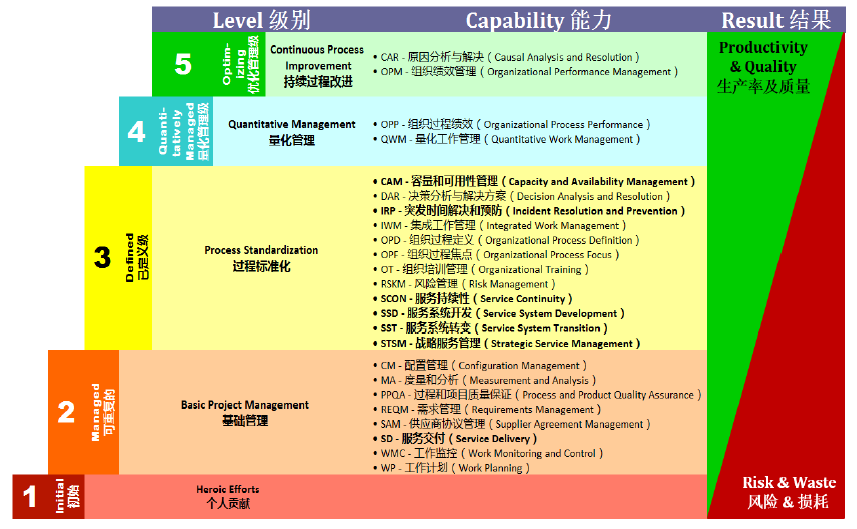 Level 级别
Capability 能力
Result 结果
5
Optim-
izing
优化管理级
Continuous Process
Improvement
持续过程改进
• CAR - 原因分析与解决（Causal Analysis and Resolution）
• OPM - 组织绩效管理（Organizational Performance Management）
Productivity
& Quality
生产率及质量
4
Quanti-
tatively
Managed
量化管理级
Quantitative Management
量化管理
• OPP - 组织过程绩效（Organizational Process Performance）
• QWM - 量化工作管理（Quantitative Work Management）
3
Defined
已定义级
Process Standardization
过程标准化
• CAM - 容量和可用性管理（Capacity and Availability Management）
• DAR - 决策分析与解决方案（Decision Analysis and Resolution）
• IRP - 突发时间解决和预防（Incident Resolution and Prevention）
• IWM - 集成工作管理（Integrated Work Management）
• OPD - 组织过程定义（Organizational Process Definition）
• OPF - 组织过程焦点（Organizational Process Focus）
• OT - 组织培训管理（Organizational Training）
• RSKM - 风险管理（Risk Management）
• SCON - 服务持续性（Service Continuity）
• SSD - 服务系统开发（Service System Development）
• SST - 服务系统转变（Service System Transition）
• STSM - 战略服务管理（Strategic Service Management）
2
Managed
可重复的
Basic Project Management
基础管理
• CM - 配置管理（Configuration Management）
• MA - 度量和分析（Measurement and Analysis）
• PPQA - 过程和项目质量保证（Process and Product Quality Assurance）
• REQM - 需求管理（Requirements Management）
• SAM - 供应商协议管理（Supplier Agreement Management）
• SD - 服务交付（Service Delivery）
• WMC - 工作监控（Work Monitoring and Control）
• WP - 工作计划（Work Planning）
1
Initial
初始
Heroic Efforts
个人贡献
Risk & Waste
风险 & 损耗